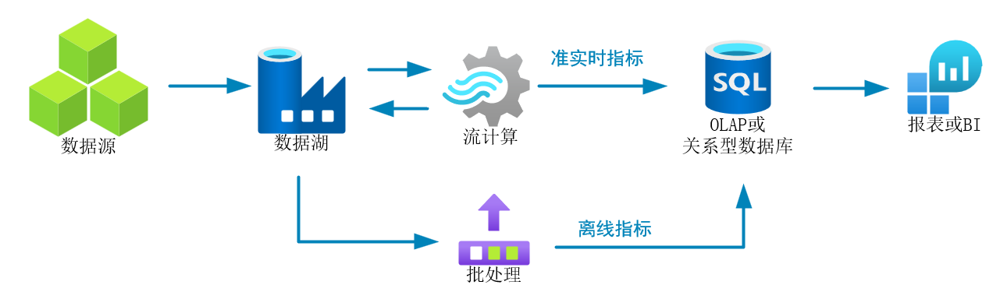 数据源
数据湖
流计算
准实时指标
SQL
OLAP或
关系型数据库
报表或BI
批处理
离线指标